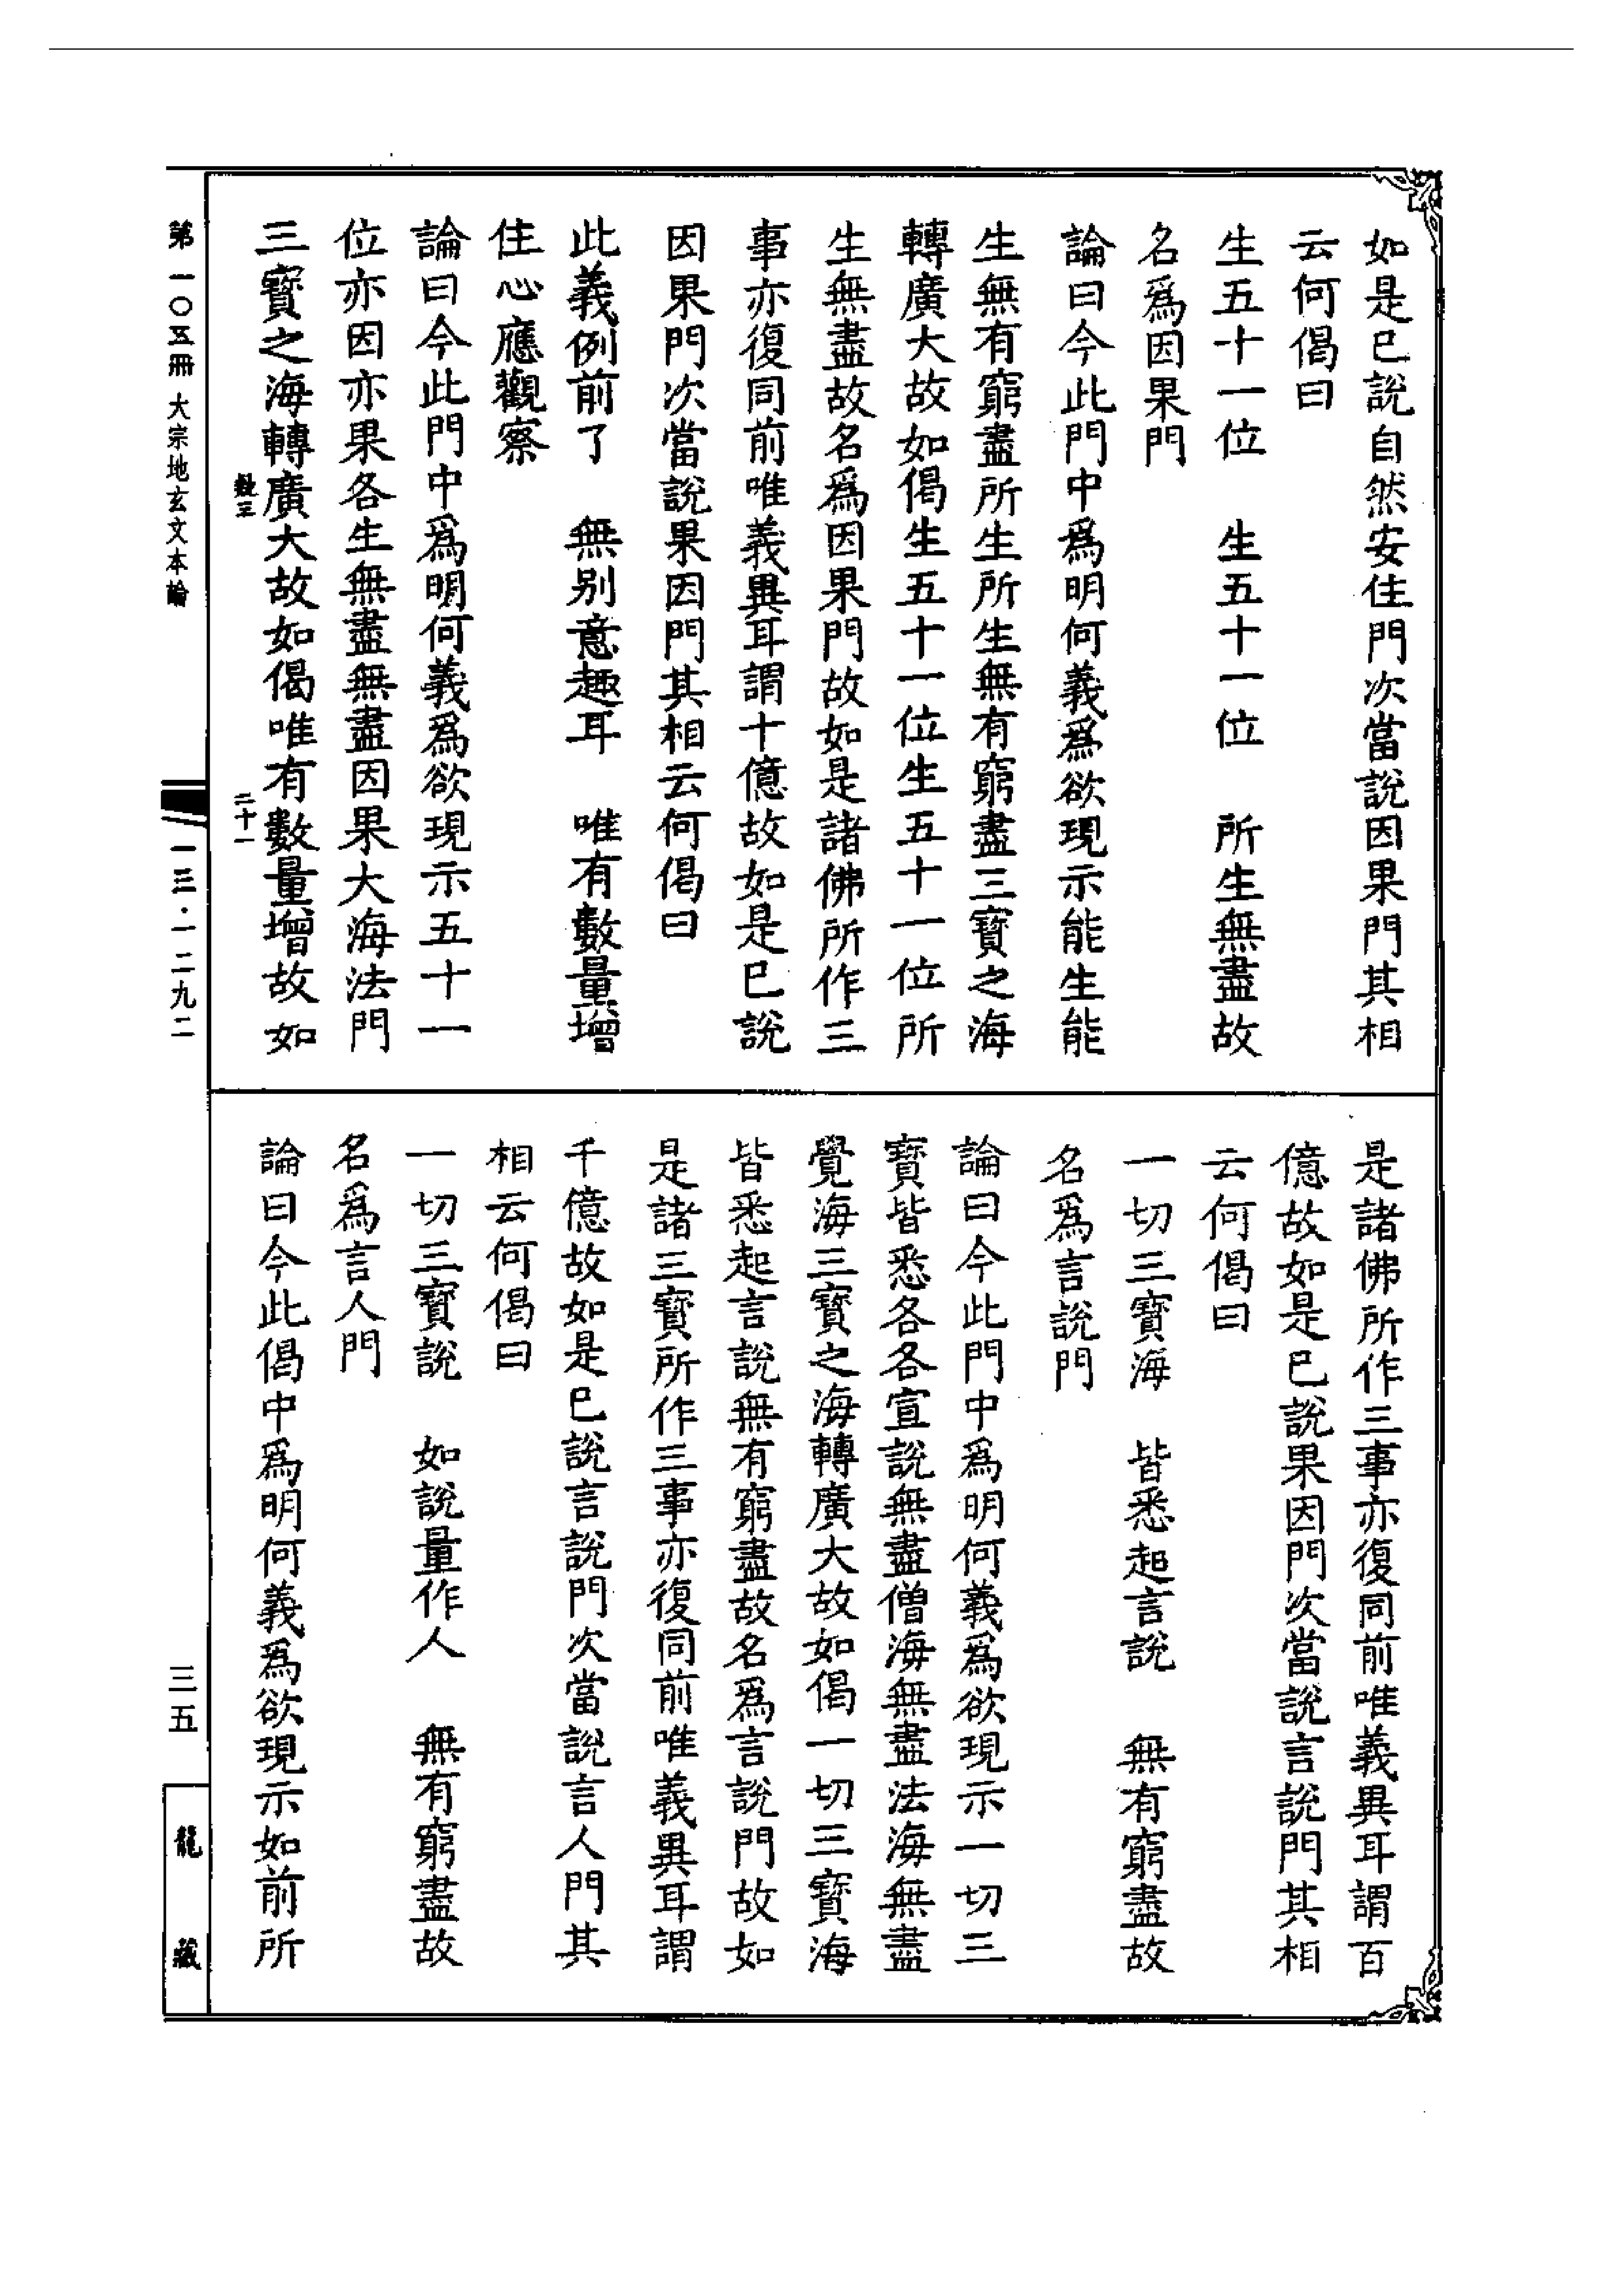 如是已說自然安住門次當說因果門其相
云何偈曰
生五十一位　生五十一位　所生無盡故
名爲因果門
論曰今此門中爲明何義爲欲現示能生能
生無有窮盡所生所生無有窮盡三寶之海
轉廣大故如偈生五十一位生五十一位所
生無盡故名爲因果門故如是諸佛所作三
事亦復同前唯義異耳謂十億故如是已說
因果門次當說果因門其相云何偈曰
此義例前了　無別意趣耳　唯有數量增
住心應觀察
論曰今此門中爲明何義爲欲現示五十一
位亦因亦果各生無盡無盡因果大海法門
三寶之海轉廣大故如偈唯有數量增故如
是諸佛所作三事亦復同前唯義異耳謂百
億故如是已說果因門次當說言說門其相
云何偈曰
一切三寶海　皆悉起言說　無有窮盡故
名爲言說門
論曰今此門中爲明何義爲欲現示一切三
寶皆悉各各宣說無盡僧海無盡法海無盡
覺海三寶之海轉廣大故如偈一切三寶海
皆悉起言說無有窮盡故名爲言說門故如
是諸三寶所作三事亦復同前唯義異耳謂
千億故如是已說言說門次當說言人門其
相云何偈曰
一切三寶說　如說量作人　無有窮盡故
名爲言人門
論曰今此偈中爲明何義爲欲現示如前所
二十一
第一〇五冊　大宗地玄文本論
一三·一二九二
三五
龍藏